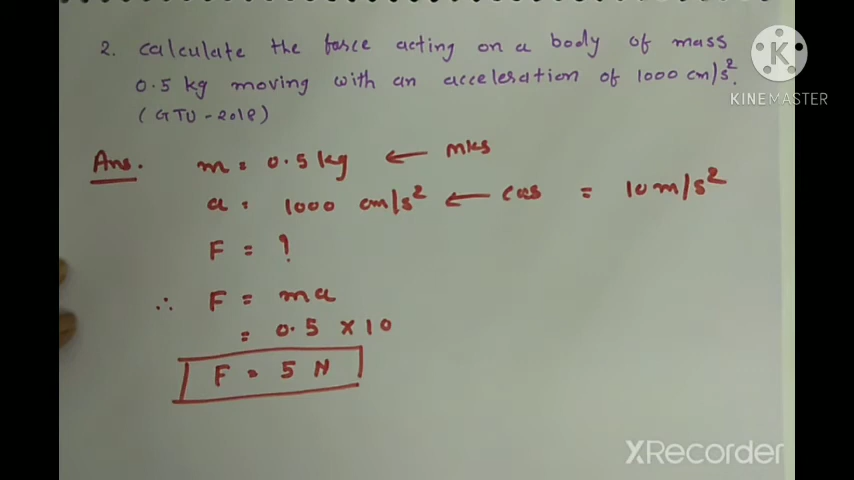 2. Calculate the force acting on a body of mass
0.5 kg moving with an acceleration of 1000 cm/s².
(GTU-2018)
Ans. m = 0.5 kg ← MKS
a = 1000 cm/s² ← CGS = 10 m/s²
F = ?
∴ F = ma
= 0.5 × 10
F = 5 N
K
KINEMASTER
XRecorder